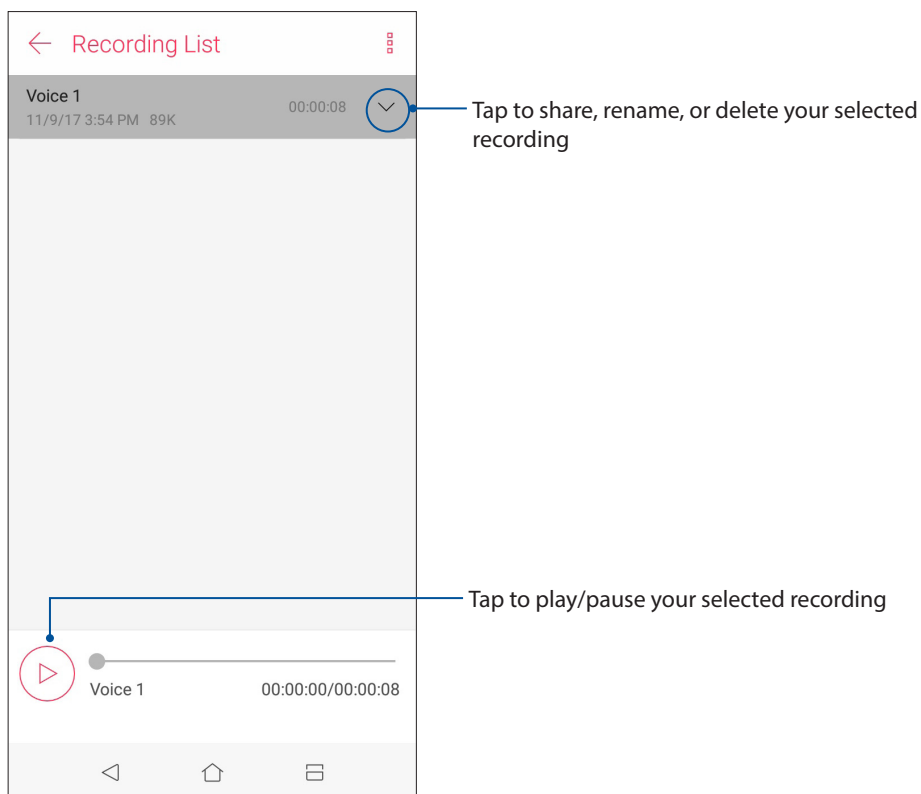 Recording List
Voice 1
11/9/17 3:54 PM 89K
00:00:08
Tap to share, rename, or delete your selected
recording
Tap to play/pause your selected recording
Voice 1
00:00:00/00:00:08